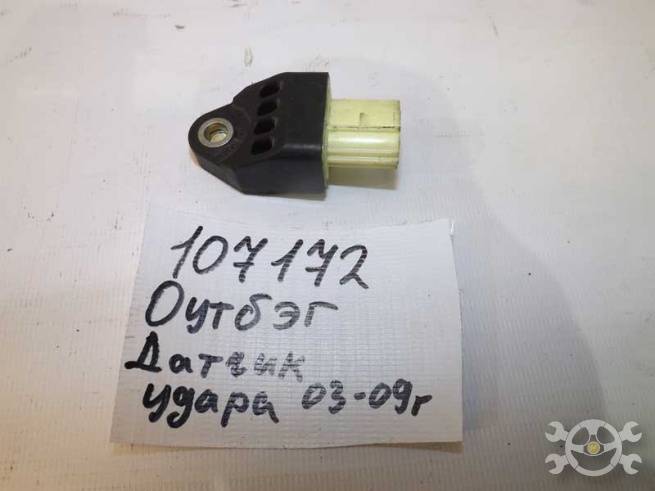 107172
Оутбэг
Датчик
удара 03-09г